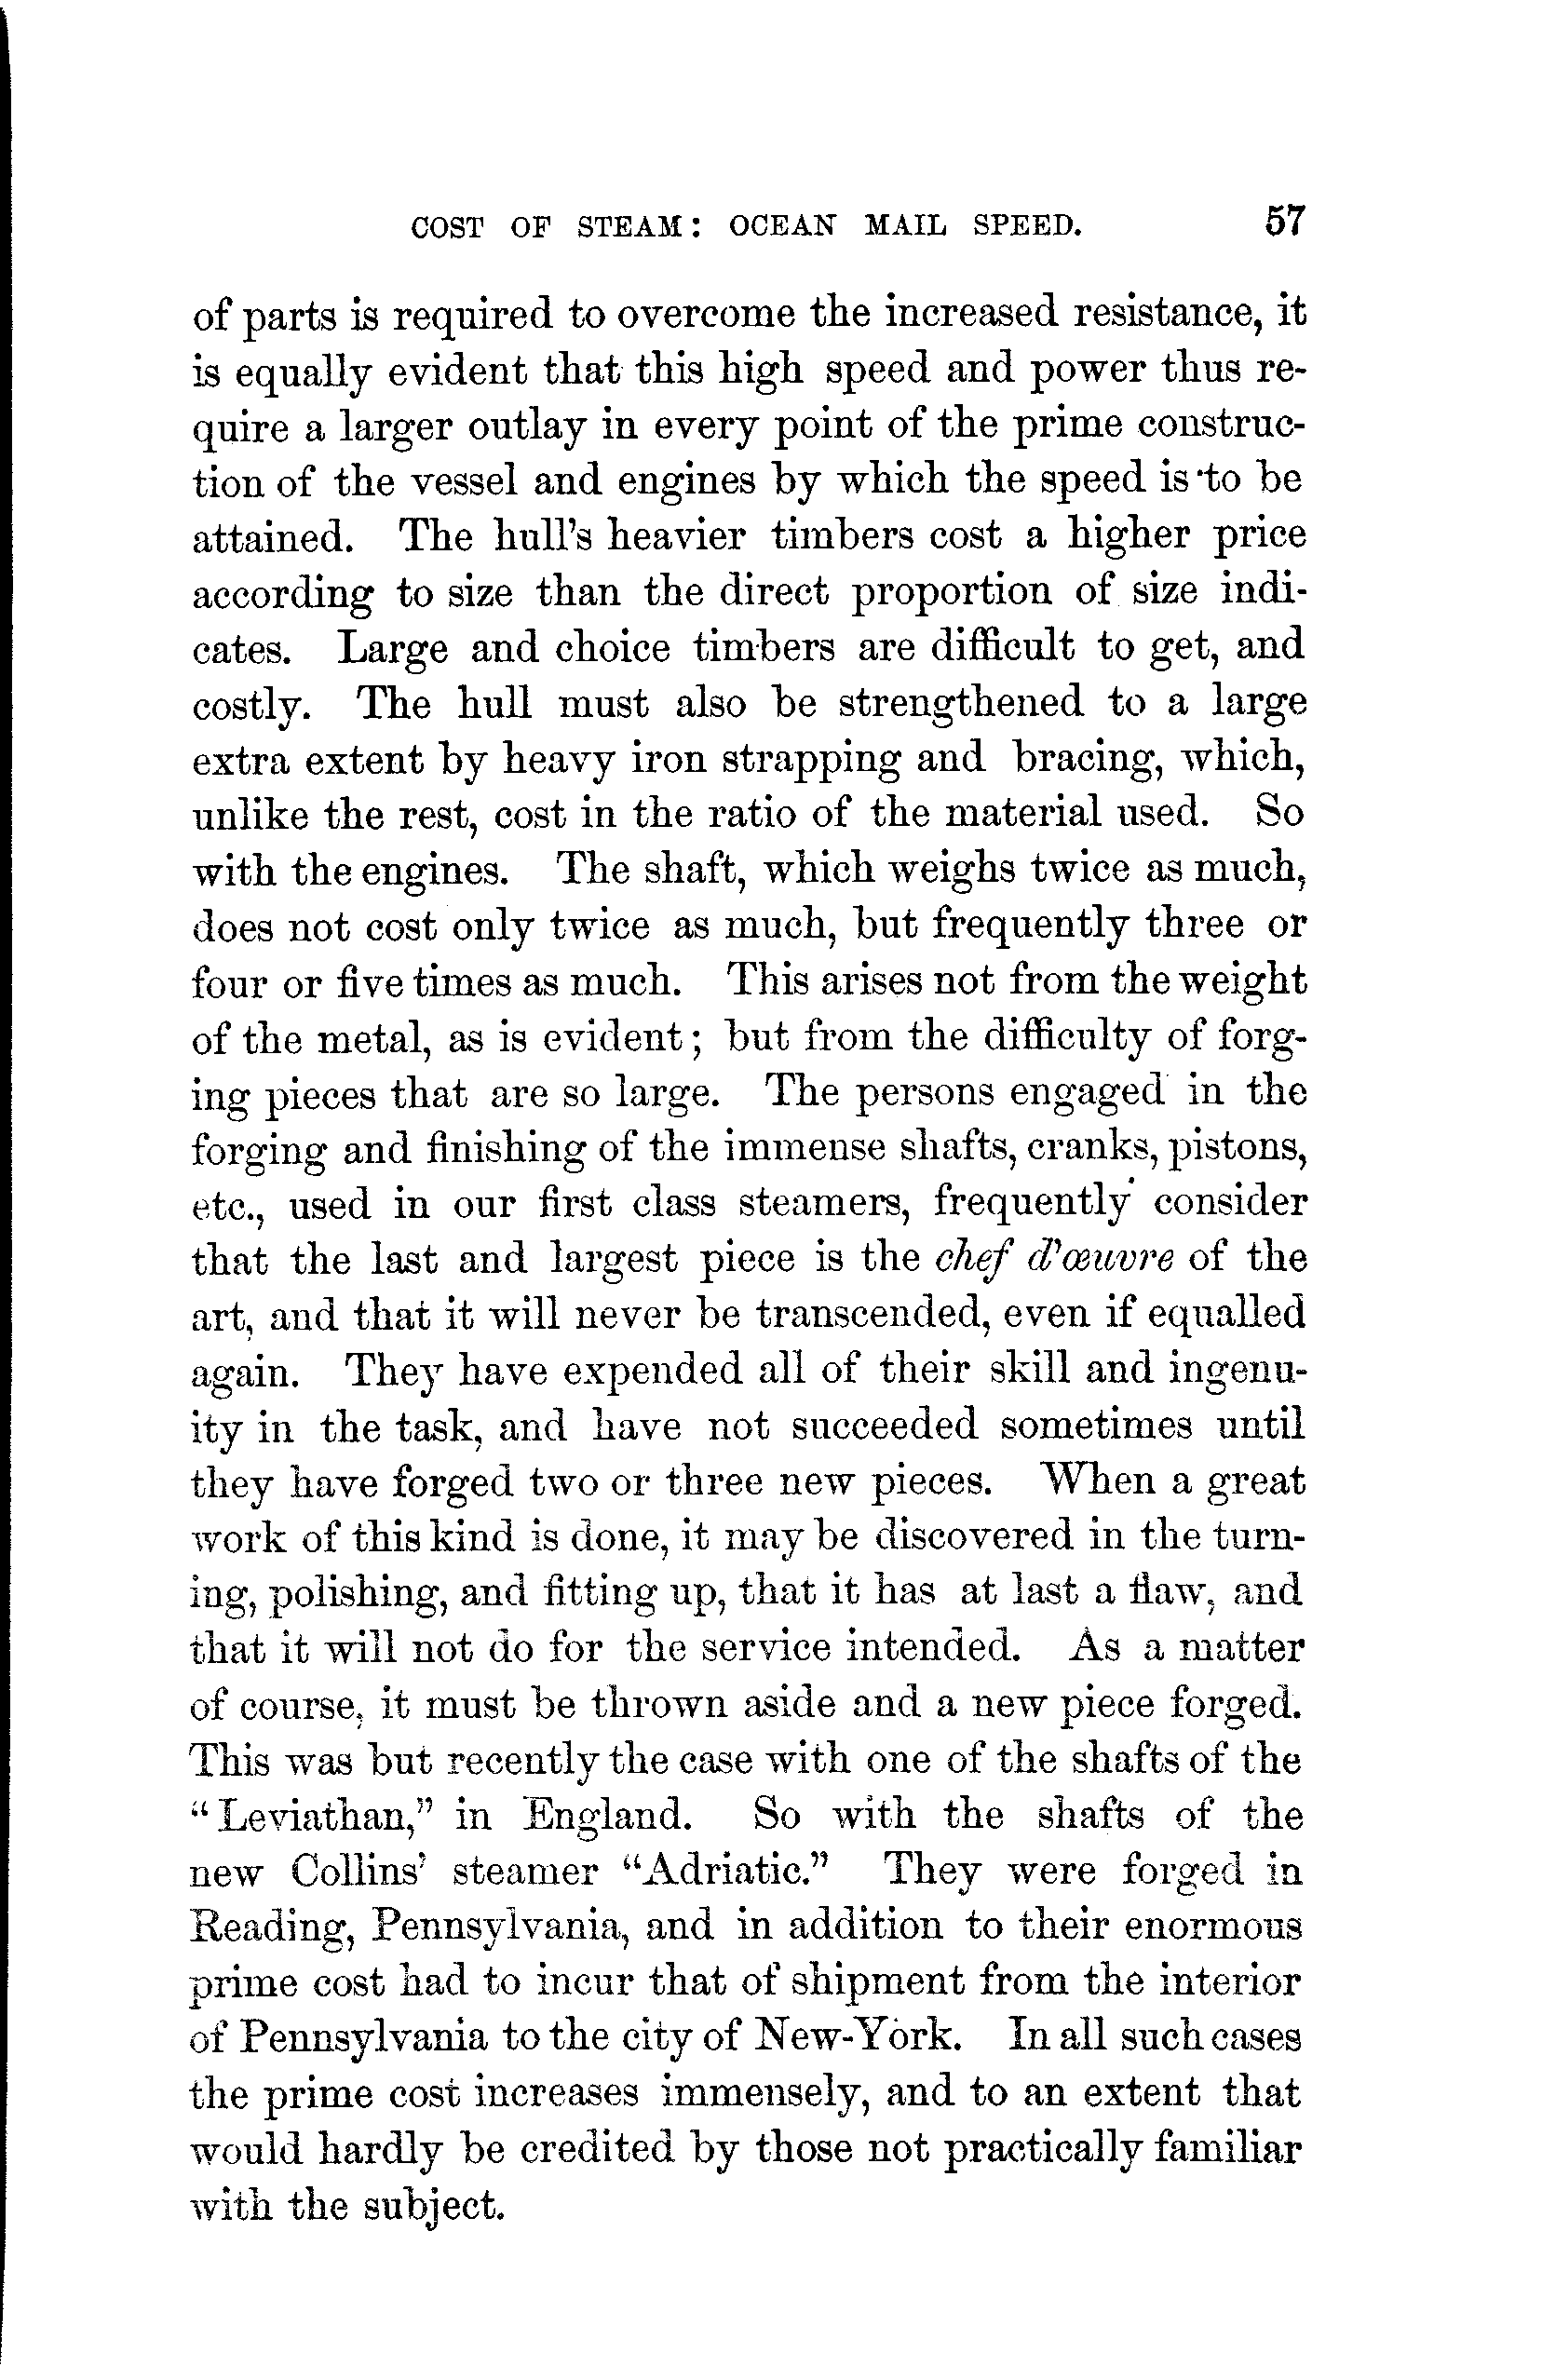 COST OF STEAM: OCEAN MAIL SPEED. 57
of parts is required to overcome the increased resistance, it
is equally evident that this high speed and power thus re-
quire a larger outlay in every point of the prime construc-
tion of the vessel and engines by which the speed is to be
attained. The hull's heavier timbers cost a higher price
according to size than the direct proportion of size indi-
cates. Large and choice timbers are difficult to get, and
costly. The hull must also be strengthened to a large
extra extent by heavy iron strapping and bracing, which,
unlike the rest, cost in the ratio of the material used. So
with the engines. The shaft, which weighs twice as much,
does not cost only twice as much, but frequently three or
four or five times as much. This arises not from the weight
of the metal, as is evident; but from the difficulty of forg-
ing pieces that are so large. The persons engaged in the
forging and finishing of the immense shafts, cranks, pistons,
etc., used in our first class steamers, frequently consider
that the last and largest piece is the chef d'œuvre of the
art, and that it will never be transcended, even if equalled
again. They have expended all of their skill and ingenu-
ity in the task, and have not succeeded sometimes until
they have forged two or three new pieces. When a great
work of this kind is done, it may be discovered in the turn-
ing, polishing, and fitting up, that it has at last a flaw, and
that it will not do for the service intended. As a matter
of course, it must be thrown aside and a new piece forged.
This was but recently the case with one of the shafts of the
"Leviathan," in England. So with the shafts of the
new Collins' steamer "Adriatic." They were forged in
Reading, Pennsylvania, and in addition to their enormous
prime cost had to incur that of shipment from the interior
of Pennsylvania to the city of New-York. In all such cases
the prime cost increases immensely, and to an extent that
would hardly be credited by those not practically familiar
with the subject.